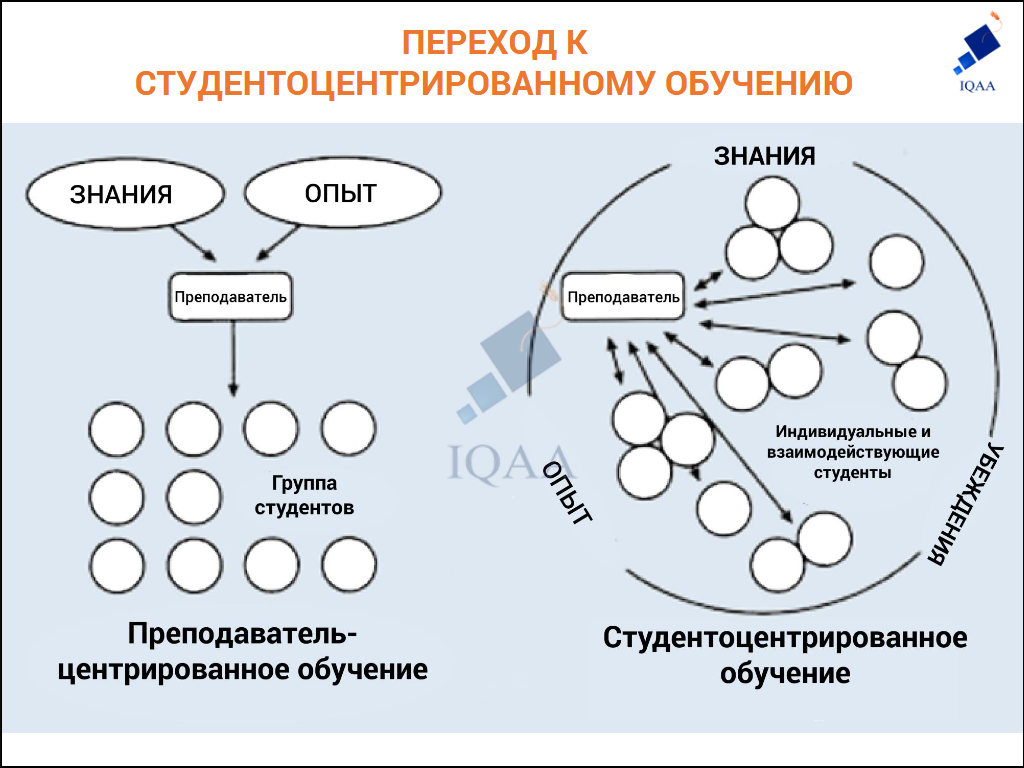 ПЕРЕХОД К
СТУДЕНТОЦЕНТРИРОВАННОМУ ОБУЧЕНИЮ
IQAA
ЗНАНИЯ
ОПЫТ
Преподаватель
Группа
студентов
Преподаватель-
центрированное обучение
IQAA
ЗНАНИЯ
Преподаватель
Индивидуальные и
взаимодействующие
студенты
ОПЫТ
УБЕЖДЕНИЯ
Студентоцентрированное
обучение